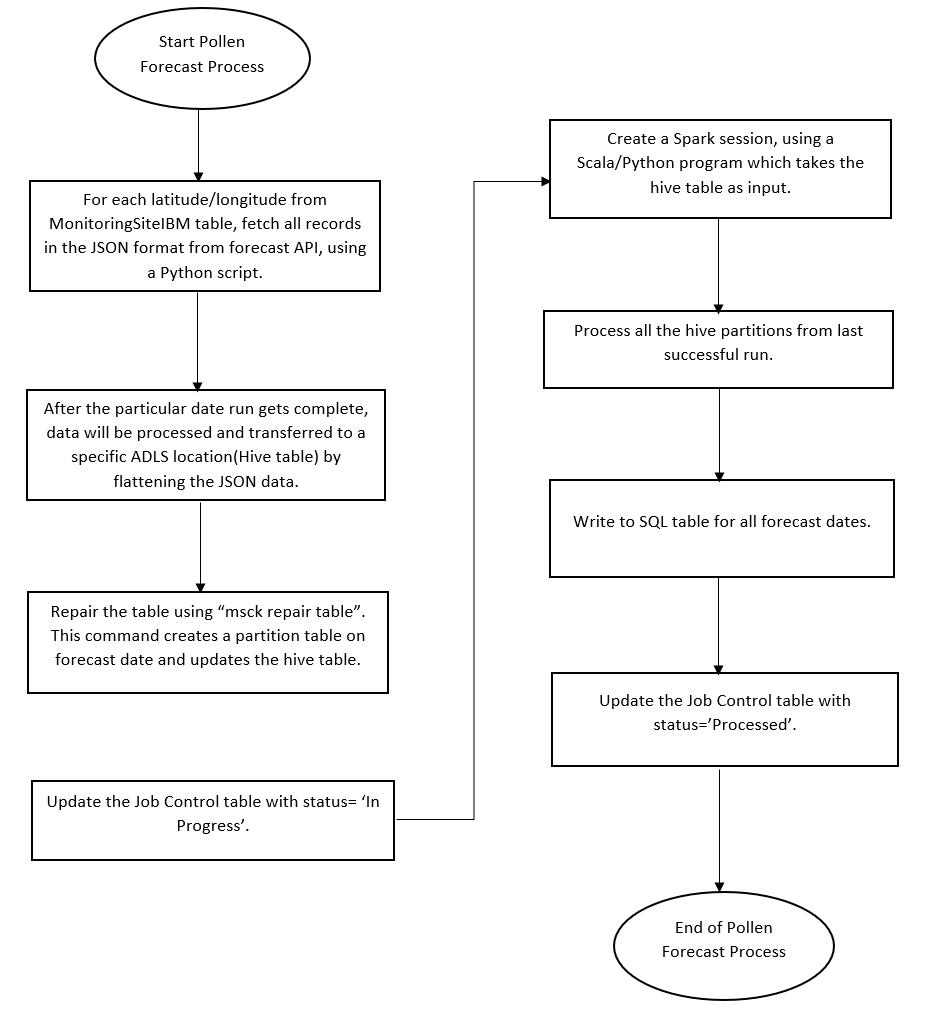 Start Pollen
Forecast Process
For each latitude/longitude from
MonitoringSiteIBM table, fetch all records
in the JSON format from forecast API, using
a Python script.
After the particular date run gets complete,
data will be processed and transferred to a
specific ADLS location(Hive table) by
flattening the JSON data.
Repair the table using “msck repair table”.
This command creates a partition table on
forecast date and updates the hive table.
Update the Job Control table with status= ‘In
Progress’.
Create a Spark session, using a
Scala/Python program which takes the
hive table as input.
Process all the hive partitions from last
successful run.
Write to SQL table for all forecast dates.
Update the Job Control table with
status=’Processed’.
End of Pollen
Forecast Process